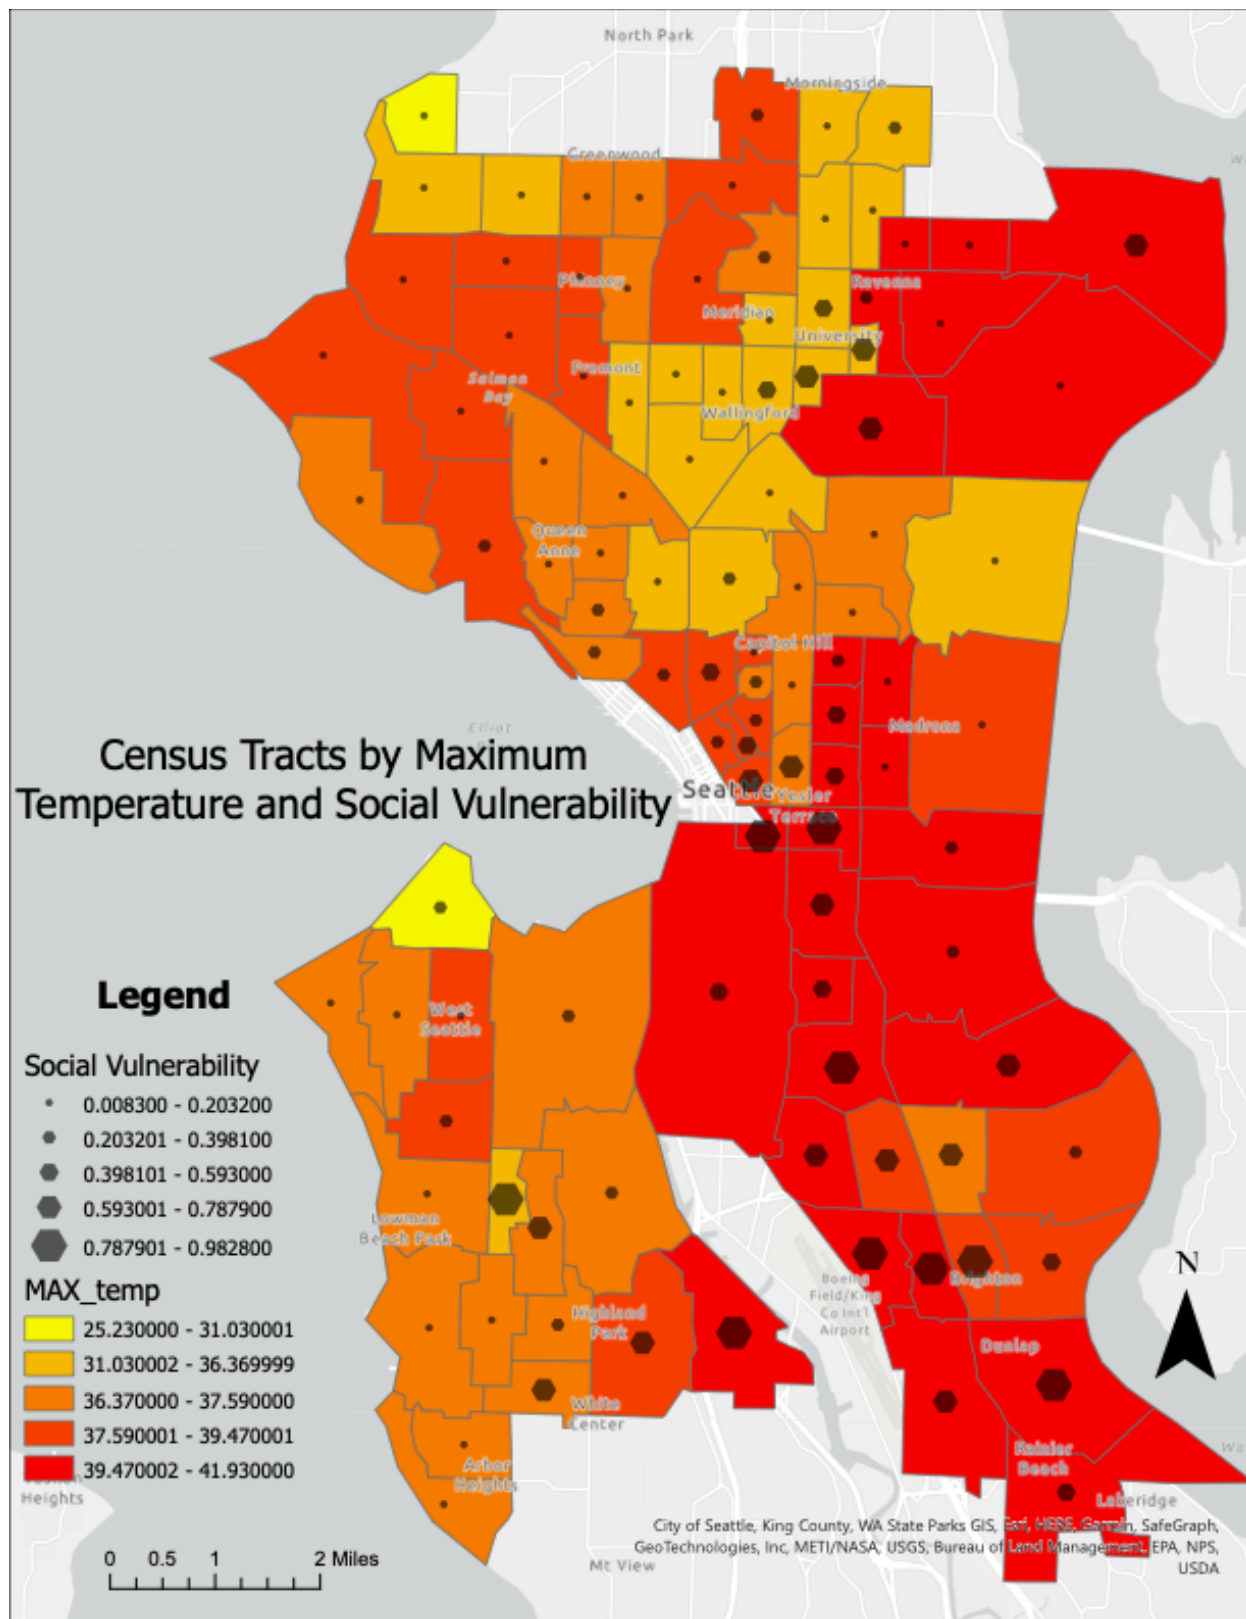 North Park
Morningside
Greenwood
Phinney
Ravenna
Meridian
University
Fremont
Salmon
Bay
Wallingford
Queen
Anne
Capitol Hill
Madrona
Elliot
Census Tracts by Maximum
Temperature and Social Vulnerability
Seattle
Yesler
Terrace
Legend
West
Seattle
Social Vulnerability
0.008300 - 0.203200
0.203201 - 0.398100
0.398101 - 0.593000
0.593001 - 0.787900
0.787901 - 0.982800
Lowman
Beach Park
N
MAX_temp
25.230000 - 31.030001
31.030002 - 36.369999
36.370000 - 37.590000
37.590001 - 39.470001
39.470002 - 41.930000
Boeing
Field/King
Co Int'l
Airport
Brighton
Highland
Park
Dunlap
White
Center
Rainier
Beach
Arbor
Heights
Heights
Lakeridge
City of Seattle, King County, WA State Parks GIS, Esri, HERE, Garmin, SafeGraph,
GeoTechnologies, Inc, METI/NASA, USGS, Bureau of Land Management, EPA, NPS,
USDA
0 0.5 1 2 Miles
Mt View